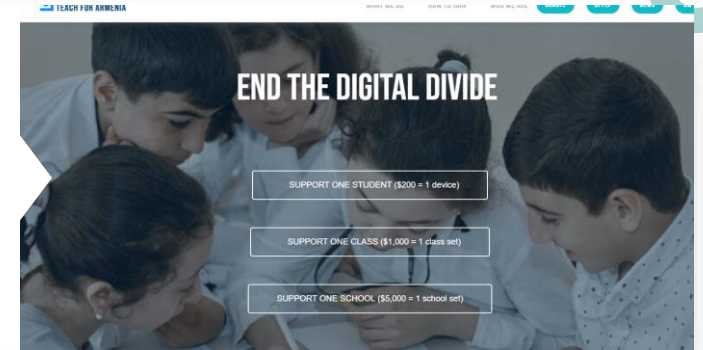 TEACH FOR ARMENIA
END THE DIGITAL DIVIDE
SUPPORT ONE STUDENT ($200 = 1 device)
SUPPORT ONE CLASS ($1,000 = 1 class set)
SUPPORT ONE SCHOOL ($5,000 = 1 school set)